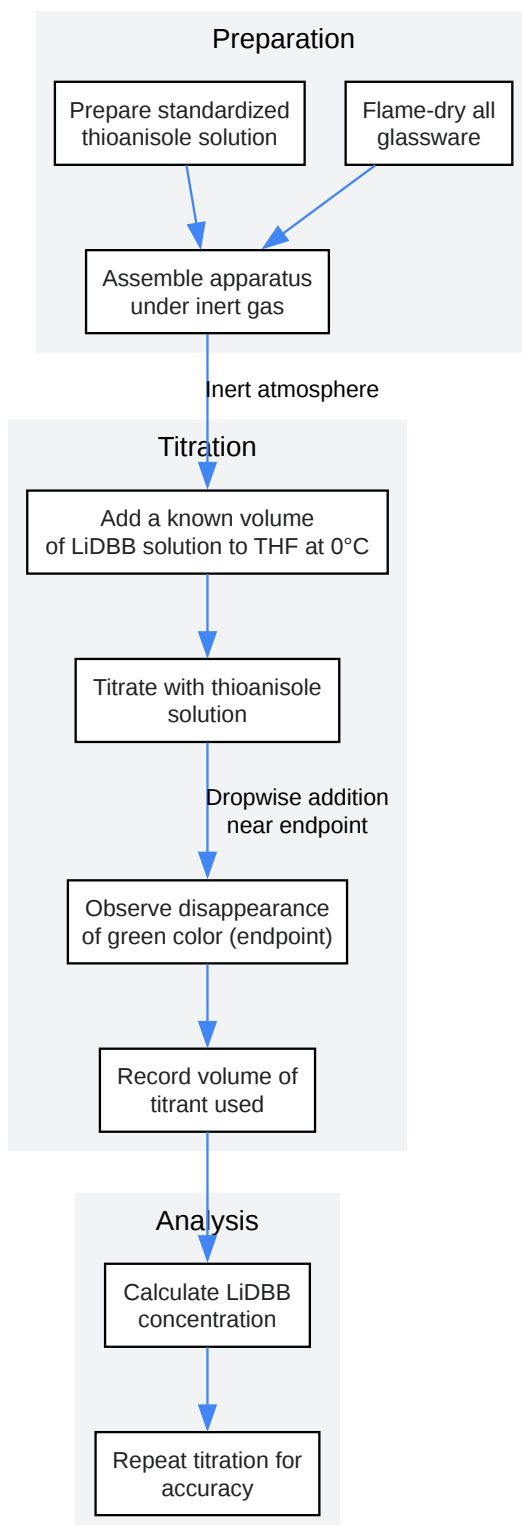 Preparation
Prepare standardized
thioanisole solution
Flame-dry all
glassware
Assemble apparatus
under inert gas
Inert atmosphere
Titration
Add a known volume
of LiDBB solution to THF at 0°C
Titrate with thioanisole
solution
Dropwise addition
near endpoint
Observe disappearance
of green color (endpoint)
Record volume of
titrant used
Analysis
Calculate LiDBB
concentration
Repeat titration for
accuracy